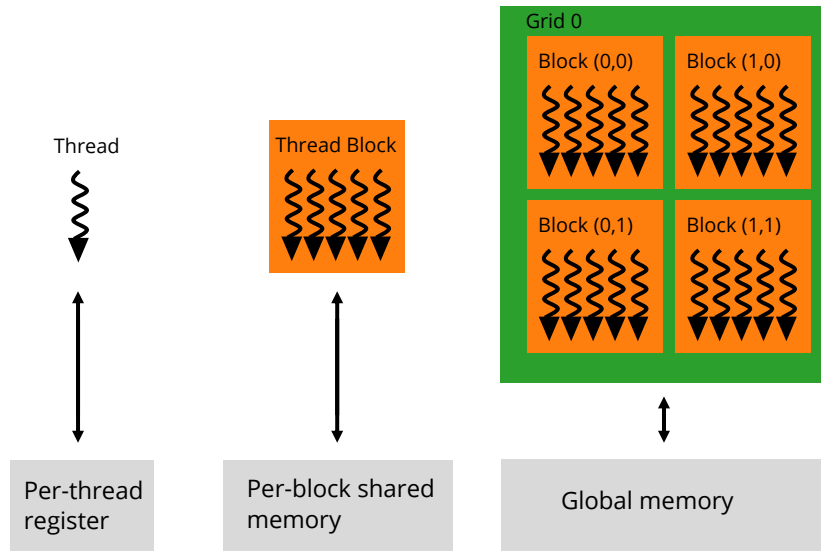 Grid 0
Block (0,0)
Block (1,0)
Thread
Thread Block
Block (0,1)
Block (1,1)
Per-thread
register
Per-block shared
memory
Global memory